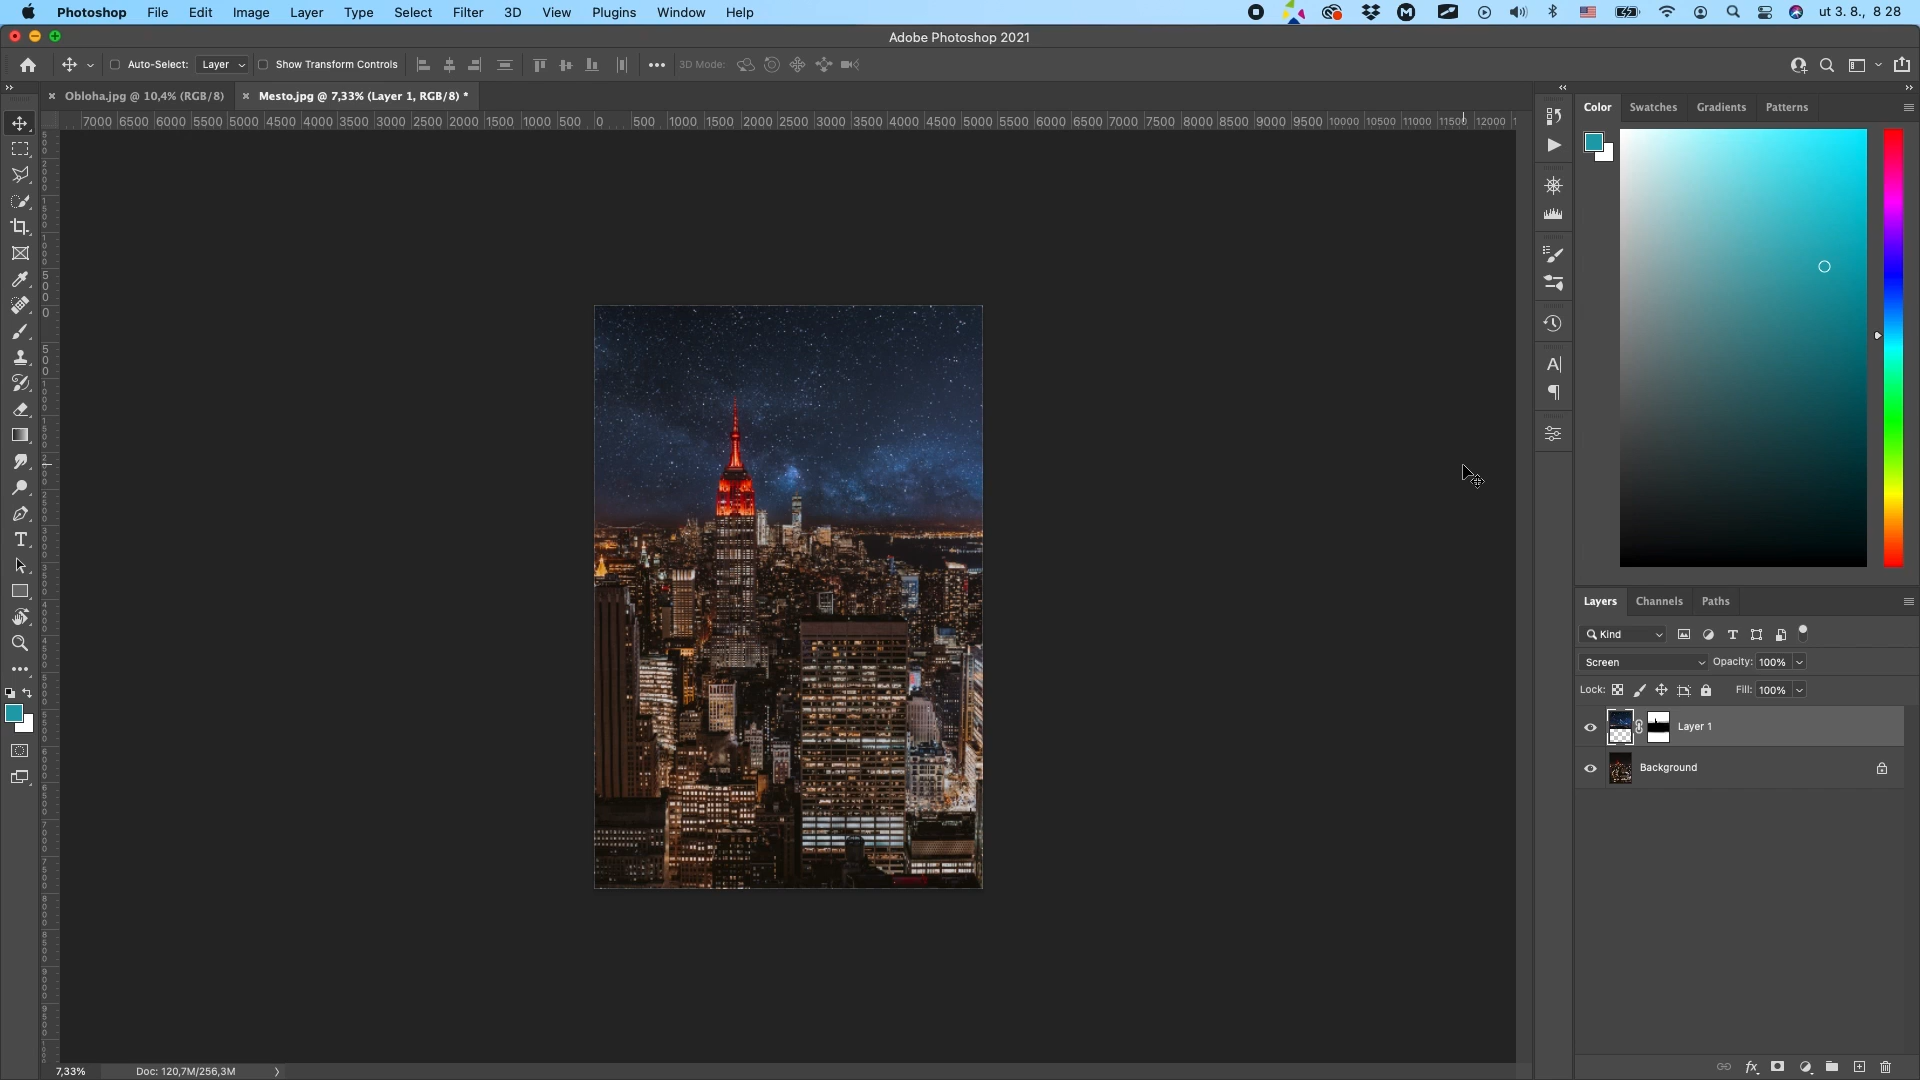 Photoshop File Edit Image Layer Type Select Filter 3D View Plugins Window Help ut 3. 8., 8 28
Adobe Photoshop 2021
Auto-Select: Layer Show Transform Controls 3D Mode:
Obloha.jpg @ 10,4% (RGB/8) Mesto.jpg @ 7,33% (Layer 1, RGB/8) *
7000 6500 6000 5500 5000 4500 4000 3500 3000 2500 2000 1500 1000 500 0 500 1000 1500 2000 2500 3000 3500 4000 4500 5000 5500 6000 6500 7000 7500 8000 8500 9000 9500 10000 10500 11000 11500 12000
Color Swatches Gradients Patterns
Layers Channels Paths
Kind
Screen Opacity: 100%
Lock: Fill: 100%
Layer 1
Background
7,33% Doc: 120,7M/256,3M